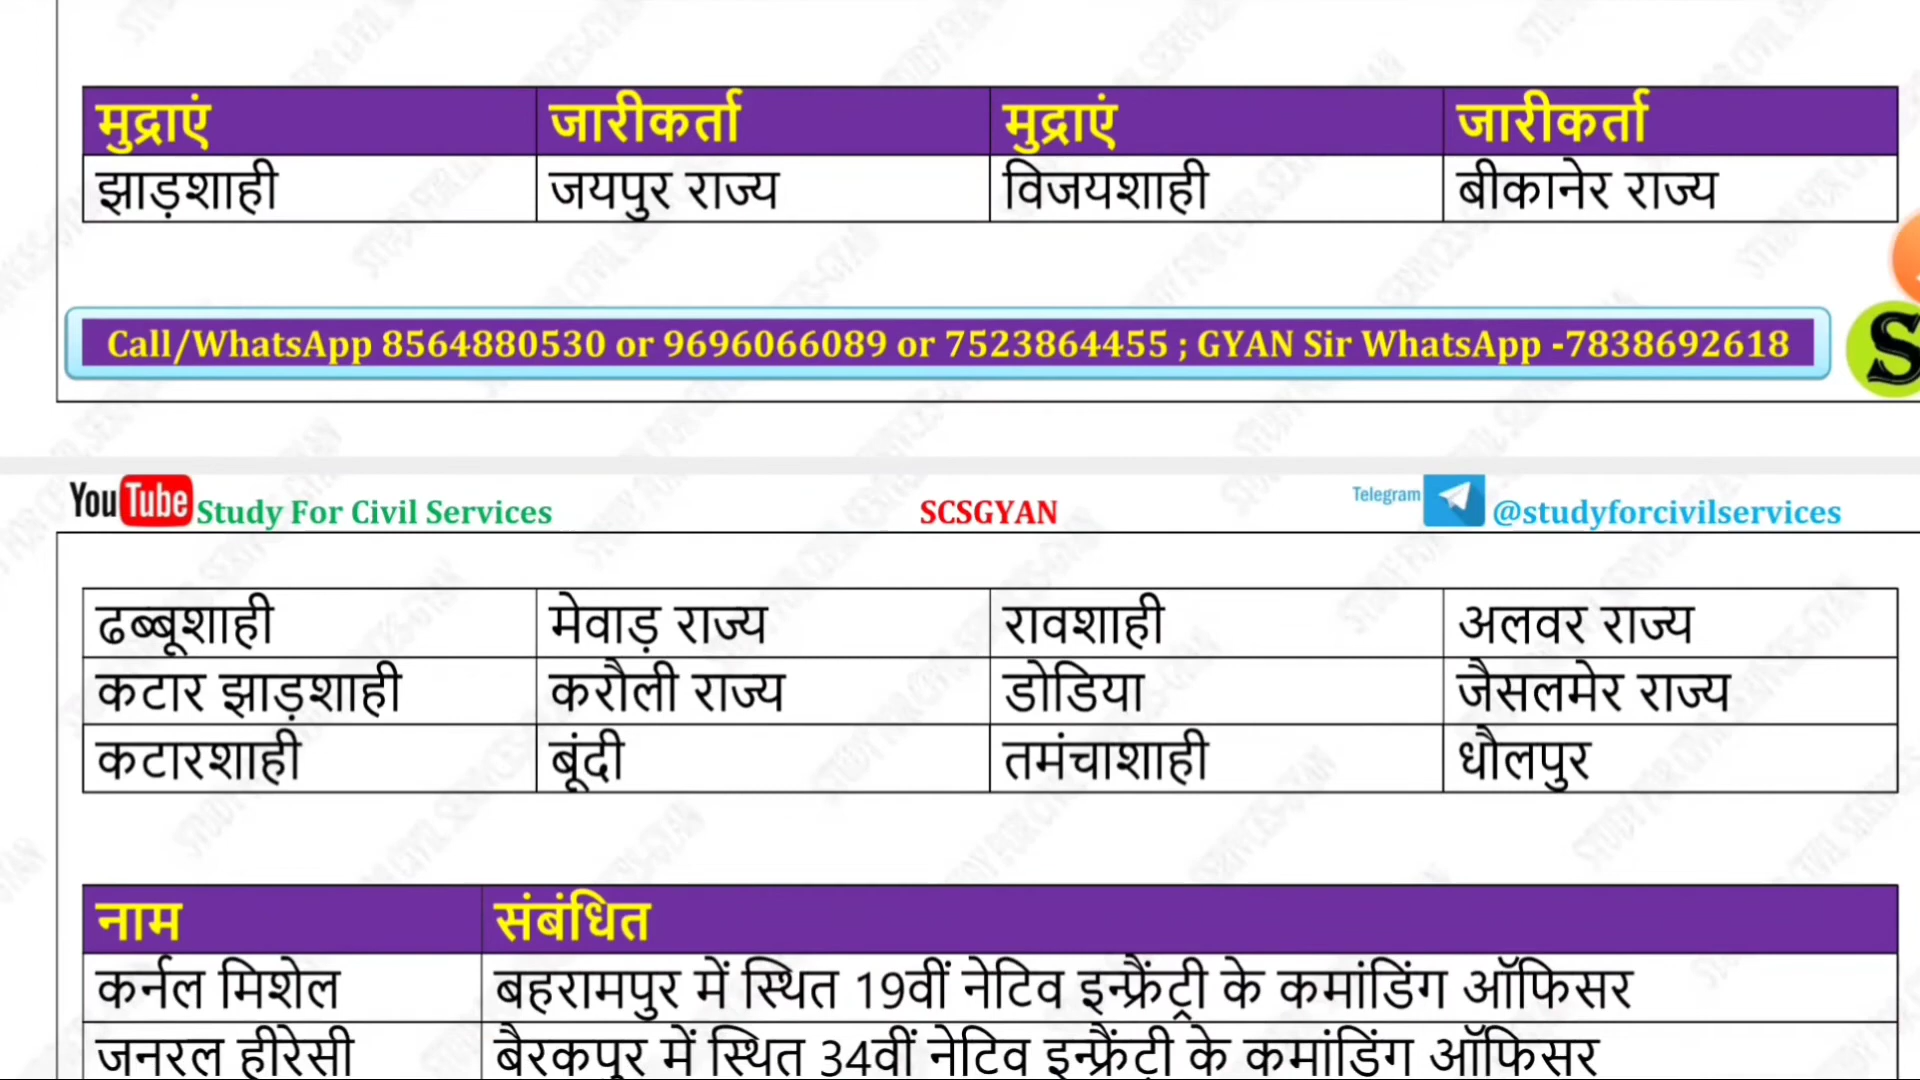 मुद्राएं जारीकर्ता मुद्राएं जारीकर्ता
झाड़शाही जयपुर राज्य विजयशाही बीकानेर राज्य
Call/WhatsApp 8564880530 or 9696066089 or 7523864455 ; GYAN Sir WhatsApp -7838692618
S
YouTube Study For Civil Services SCSGYAN Telegram @studyforcivilservices
ढब्बूशाही मेवाड़ राज्य रावशाही अलवर राज्य
कटार झाड़शाही करौली राज्य डोडिया जैसलमेर राज्य
कटारशाही बूंदी तमंचाशाही धौलपुर
नाम संबंधित
कर्नल मिशेल बहरामपुर में स्थित 19वीं नेटिव इन्फ्रैंट्री के कमांडिंग ऑफिसर
जनरल हीरेसी बैरकपुर में स्थित 34वीं नेटिव इन्फ्रैंट्री के कमांडिंग ऑफिसर